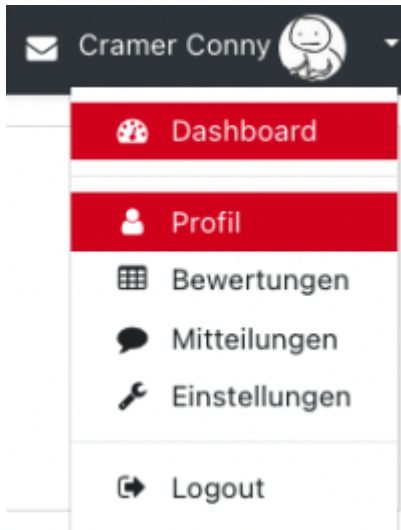 Cramer Conny
Dashboard
Profil
Bewertungen
Mitteilungen
Einstellungen
Logout